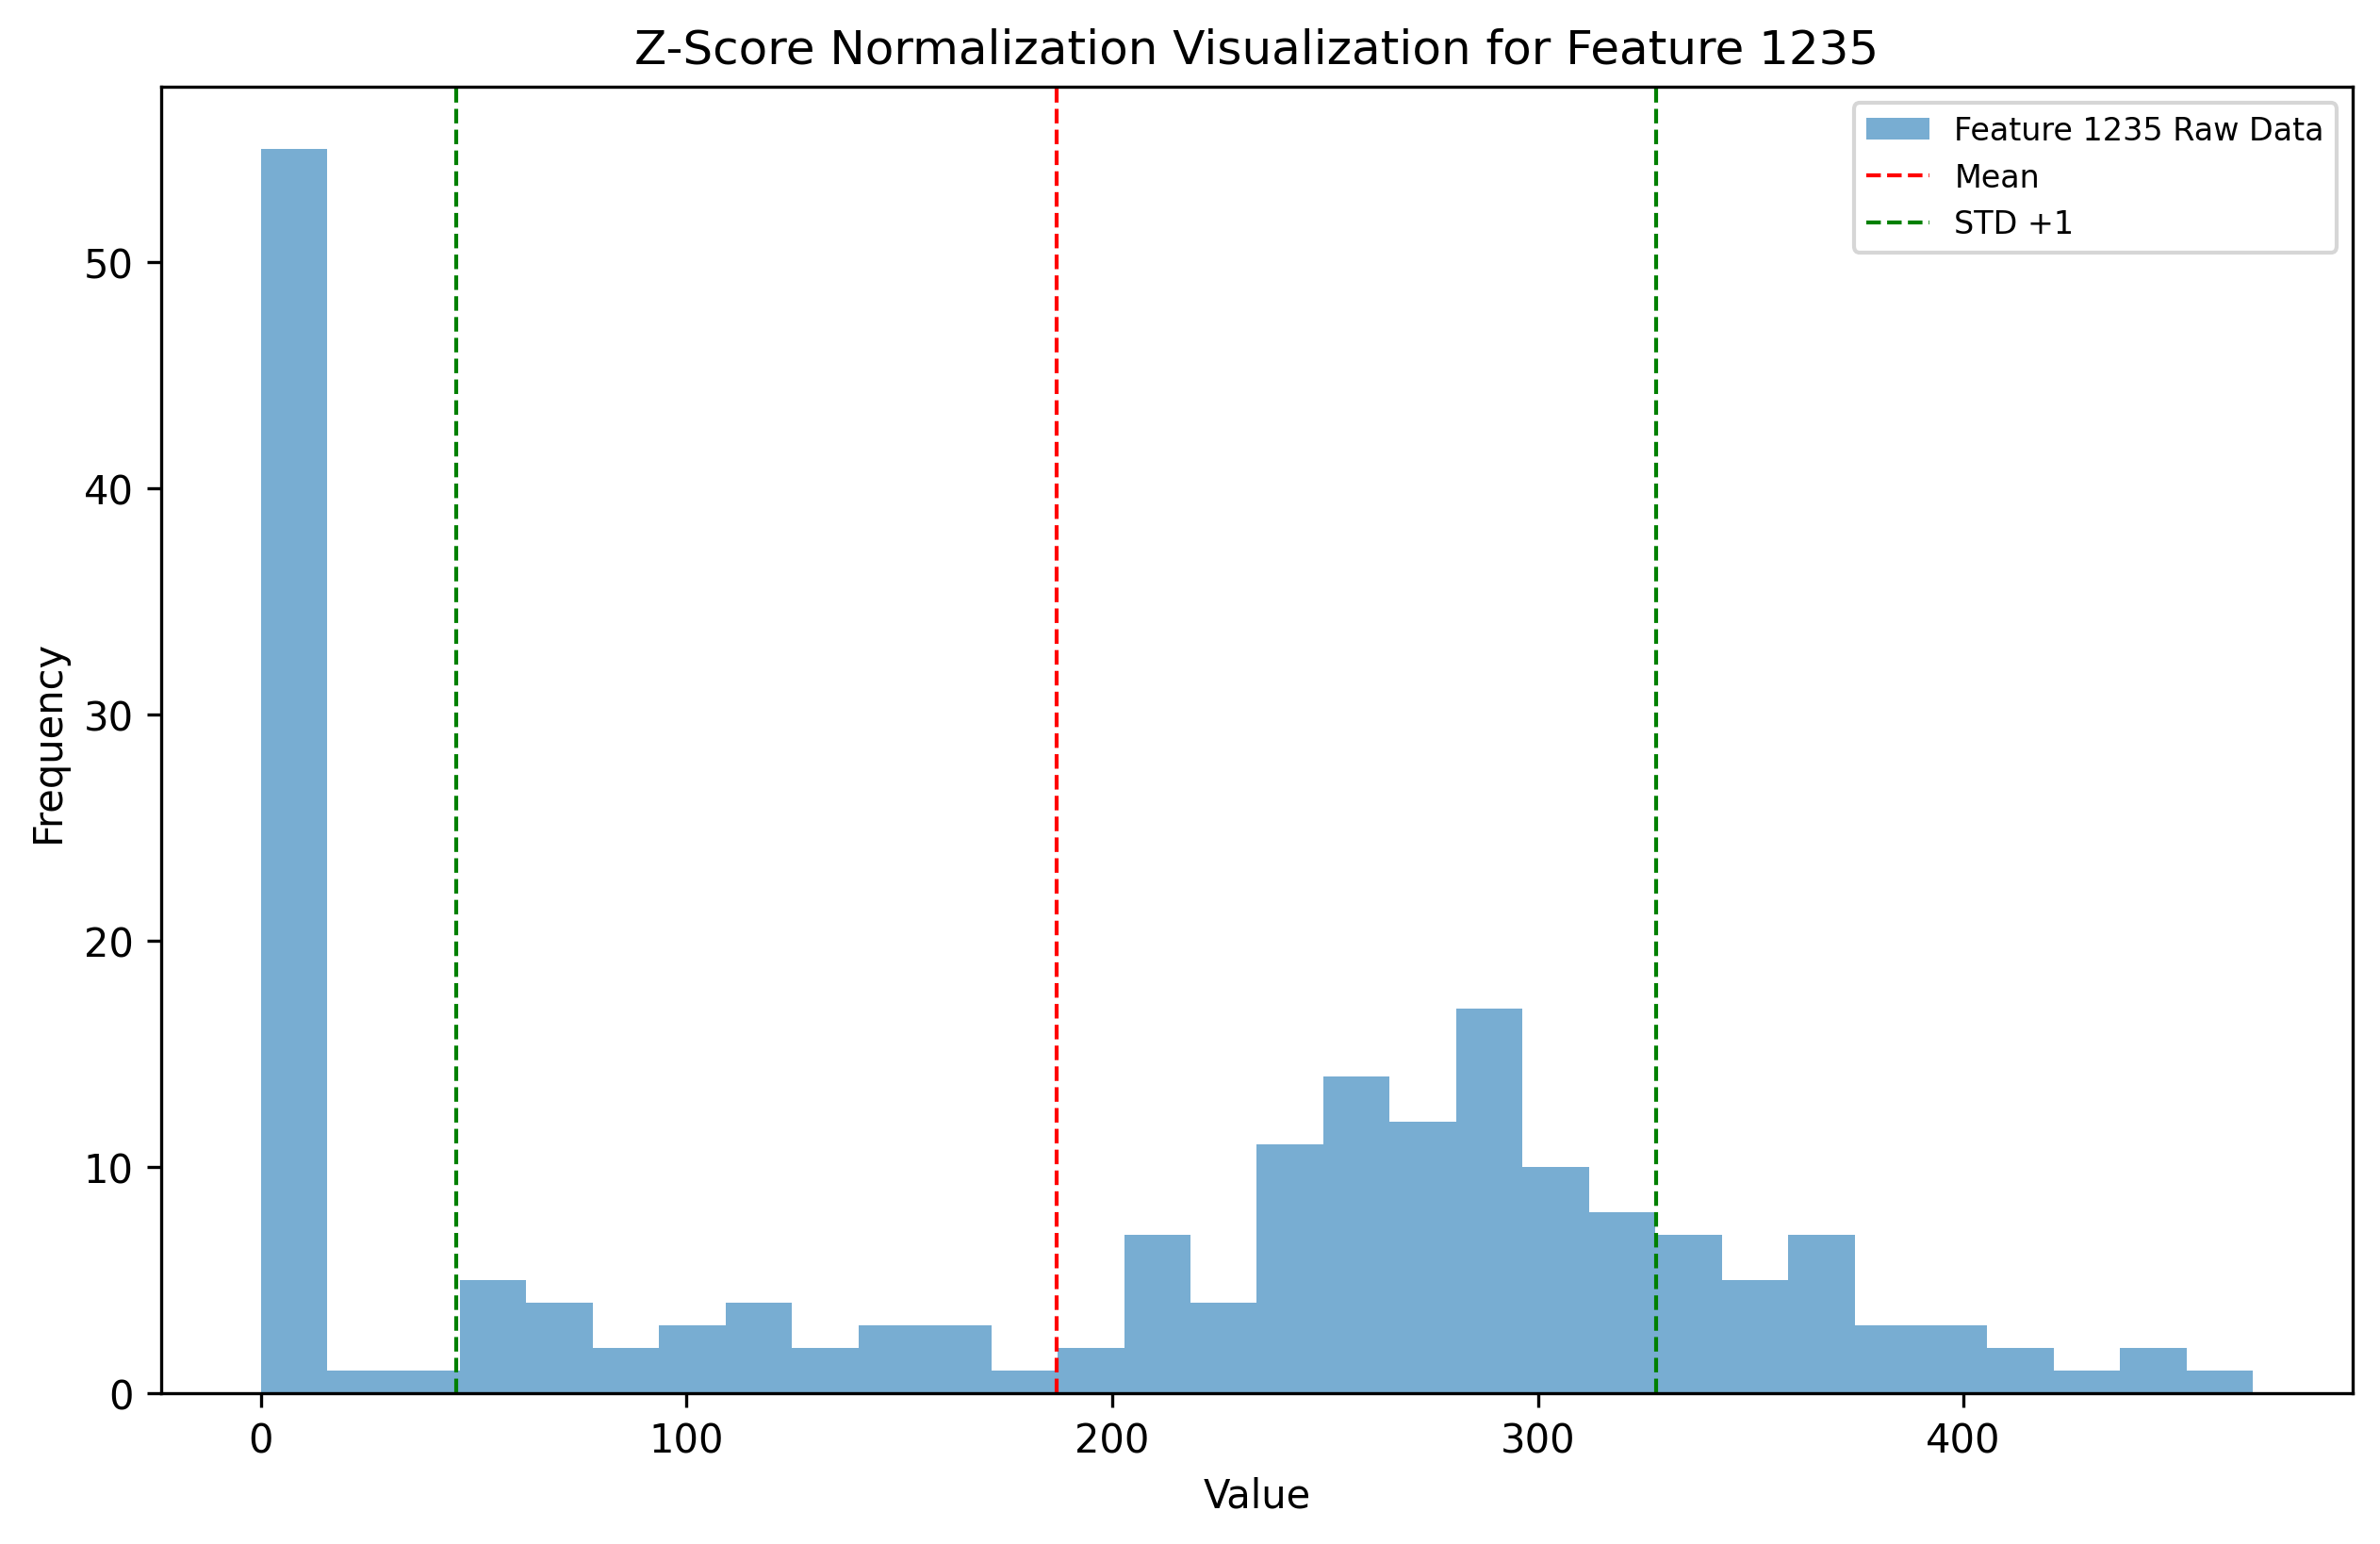 Z-Score Normalization Visualization for Feature 1235
Feature 1235 Raw Data
Mean
STD +1
Frequency
50
40
30
20
10
0
0 100 200 300 400
Value